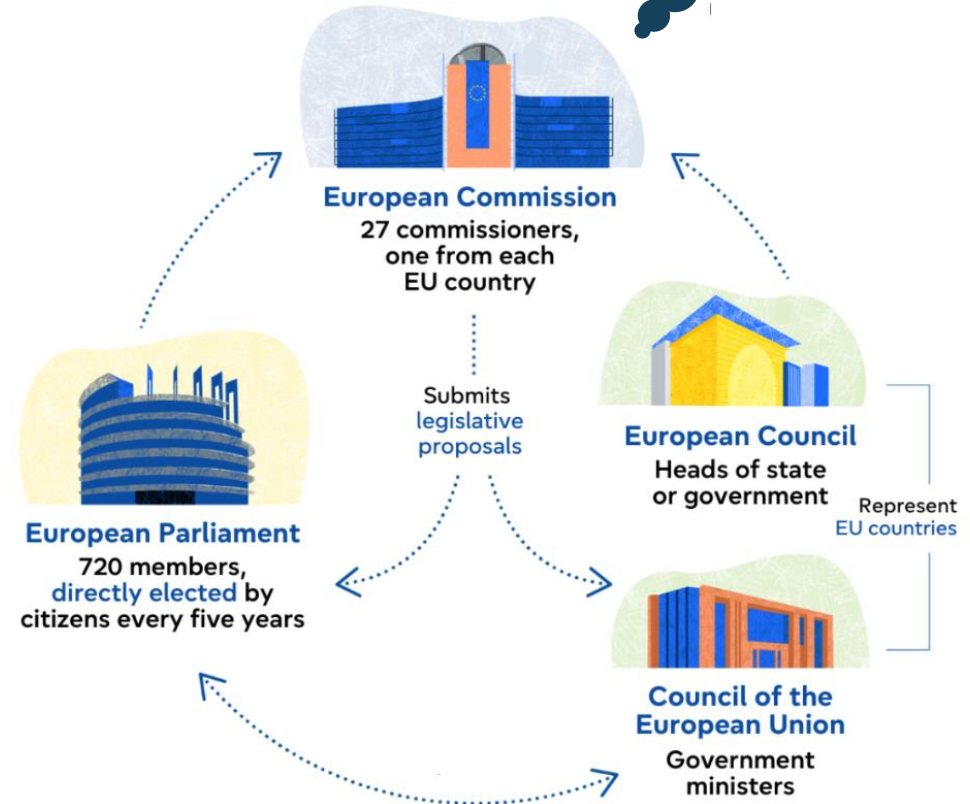 European Commission
27 commissioners,
one from each
EU country
Submits
legislative
proposals
European Council
Heads of state
or government
Represent
EU countries
European Parliament
720 members,
directly elected by
citizens every five years
Council of the
European Union
Government
ministers